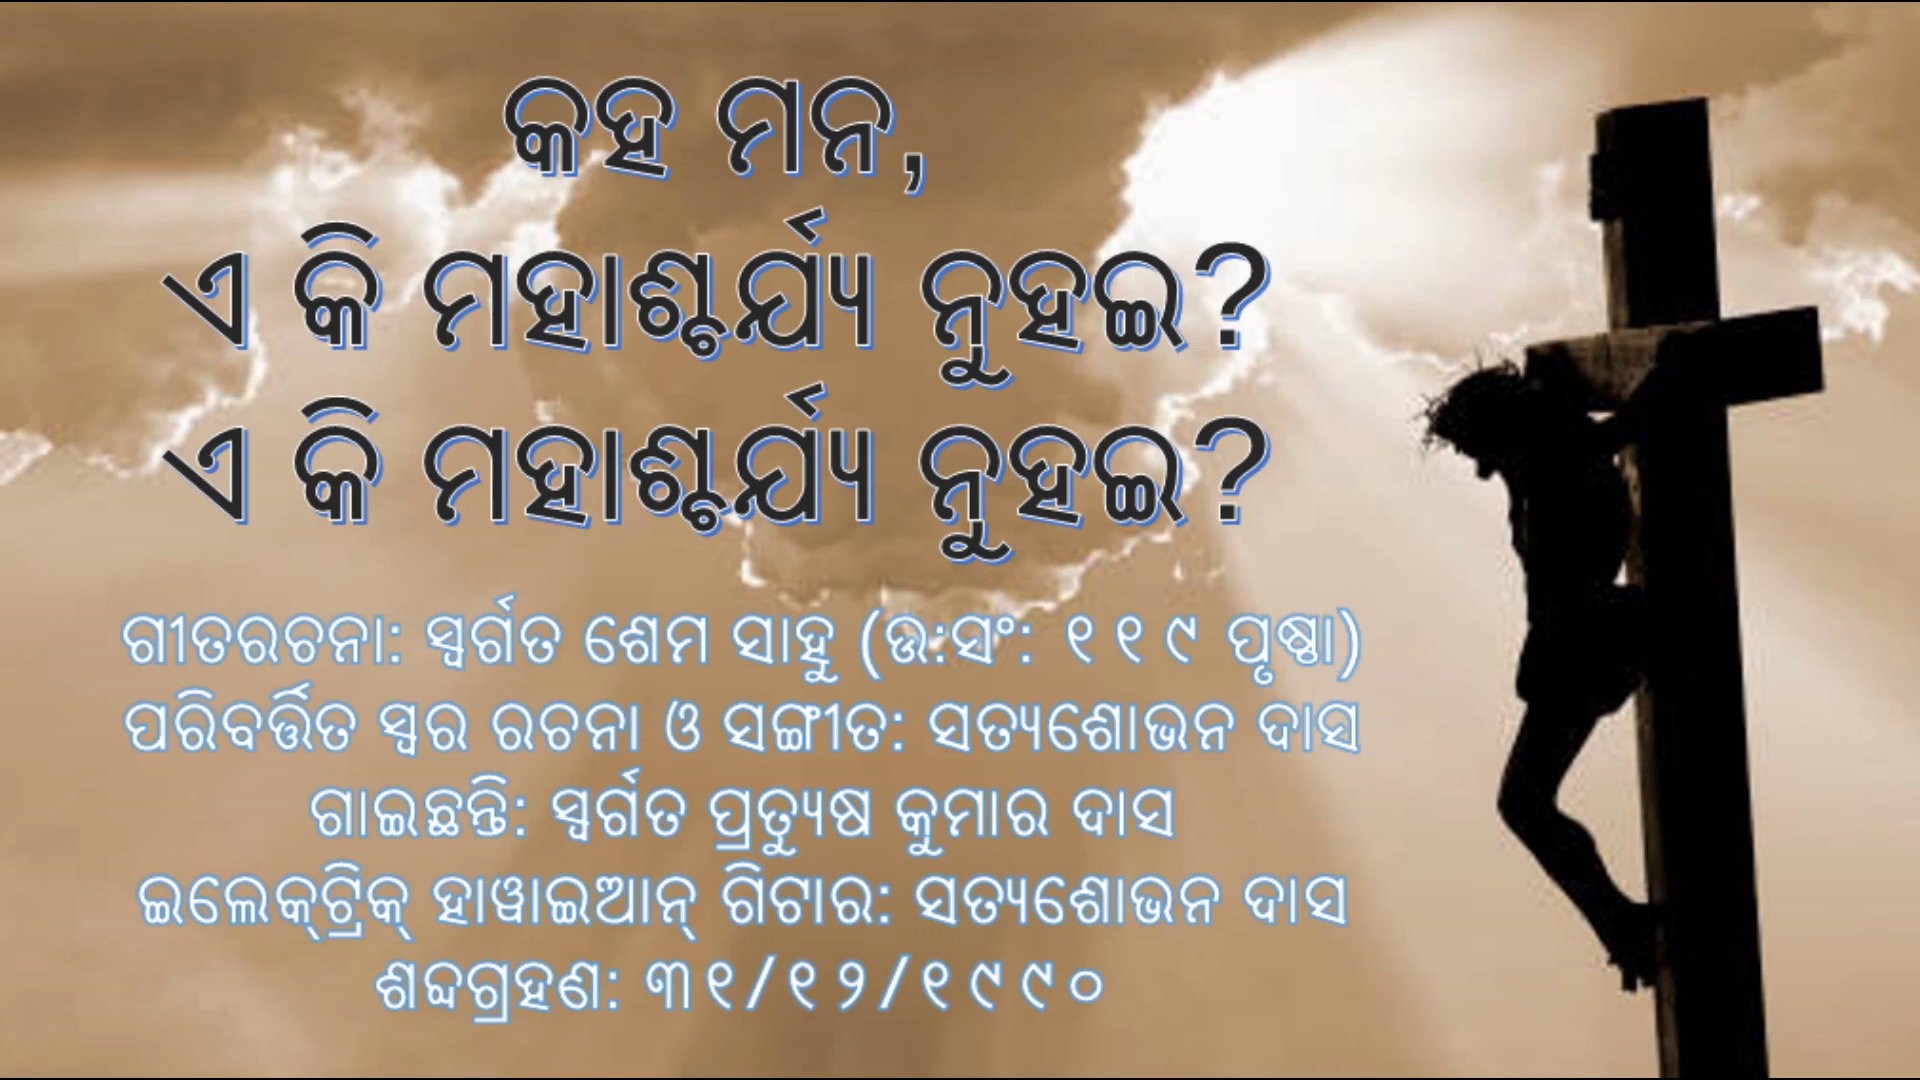 କହ ମନ,
ଏ କି ମହାଶ୍ଚର୍ଯ୍ୟ ନୁହଇ?
ଏ କି ମହାଶ୍ଚର୍ଯ୍ୟ ନୁହଇ?
ଗୀତରଚନା: ସ୍ୱର୍ଗତ ଶେମ ସାହୁ (ଉ:ସଂ: ୧୧୯ ପୃଷ୍ଠା)
ପରିବର୍ତ୍ତିତ ସ୍ୱର ରଚନା ଓ ସଙ୍ଗୀତ: ସତ୍ୟଶୋଭନ ଦାସ
ଗାଇଛନ୍ତି: ସ୍ୱର୍ଗତ ପ୍ରତ୍ୟୁଷ କୁମାର ଦାସ
ଇଲେକ୍‌ଟ୍ରିକ୍ ହାୱାଇଆନ୍ ଗିଟାର: ସତ୍ୟଶୋଭନ ଦାସ
ଶବ୍ଦଗ୍ରହଣ: ୩୧/୧୨/୧୯୯୦